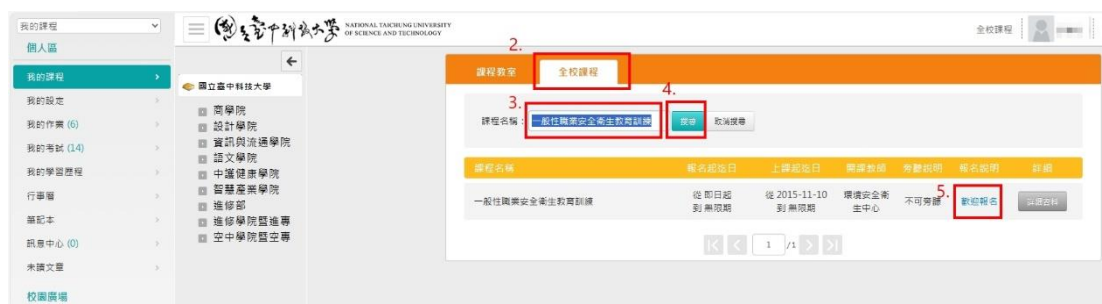 我的課程
個人區
我的課程
我的設定
我的作業 (6)
我的考試 (14)
我的學習歷程
行事曆
筆記本
訊息中心 (0)
未讀文章
校園廣場
國立臺中科技大學 NATIONAL TAICHUNG UNIVERSITY
OF SCIENCE AND TECHNOLOGY
全校課程
國立臺中科技大學
商學院
設計學院
資訊與流通學院
語文學院
中護健康學院
智慧產業學院
進修部
進修學院暨進專
空中學院暨空專
2.
課程教室 全校課程
3. 4.
課程名稱: 一般性職業安全衛生教育訓練 搜尋 取消搜尋
課程名稱 報名起迄日 上課起迄日 開課教師 旁聽說明 報名說明 詳細
一般性職業安全衛生教育訓練 從 即日起 到 無限期 從 2015-11-10 到 無限期 環境安全衛生中心 不可旁聽 5. 歡迎報名
1 /1